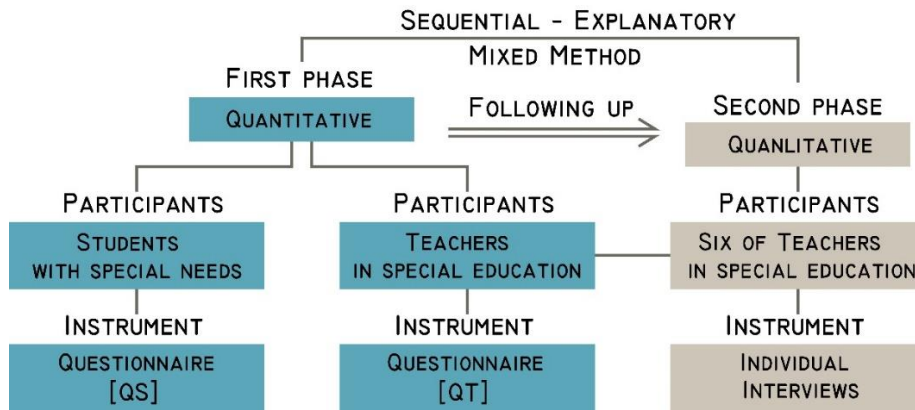 SEQUENTIAL - EXPLANATORY
MIXED METHOD
FIRST PHASE
QUANTITATIVE
FOLLOWING UP
SECOND PHASE
QUANLITATIVE
PARTICIPANTS
STUDENTS
WITH SPECIAL NEEDS
INSTRUMENT
QUESTIONNAIRE
[QS]
PARTICIPANTS
TEACHERS
IN SPECIAL EDUCATION
INSTRUMENT
QUESTIONNAIRE
[QT]
PARTICIPANTS
SIX OF TEACHERS
IN SPECIAL EDUCATION
INSTRUMENT
INDIVIDUAL
INTERVIEWS